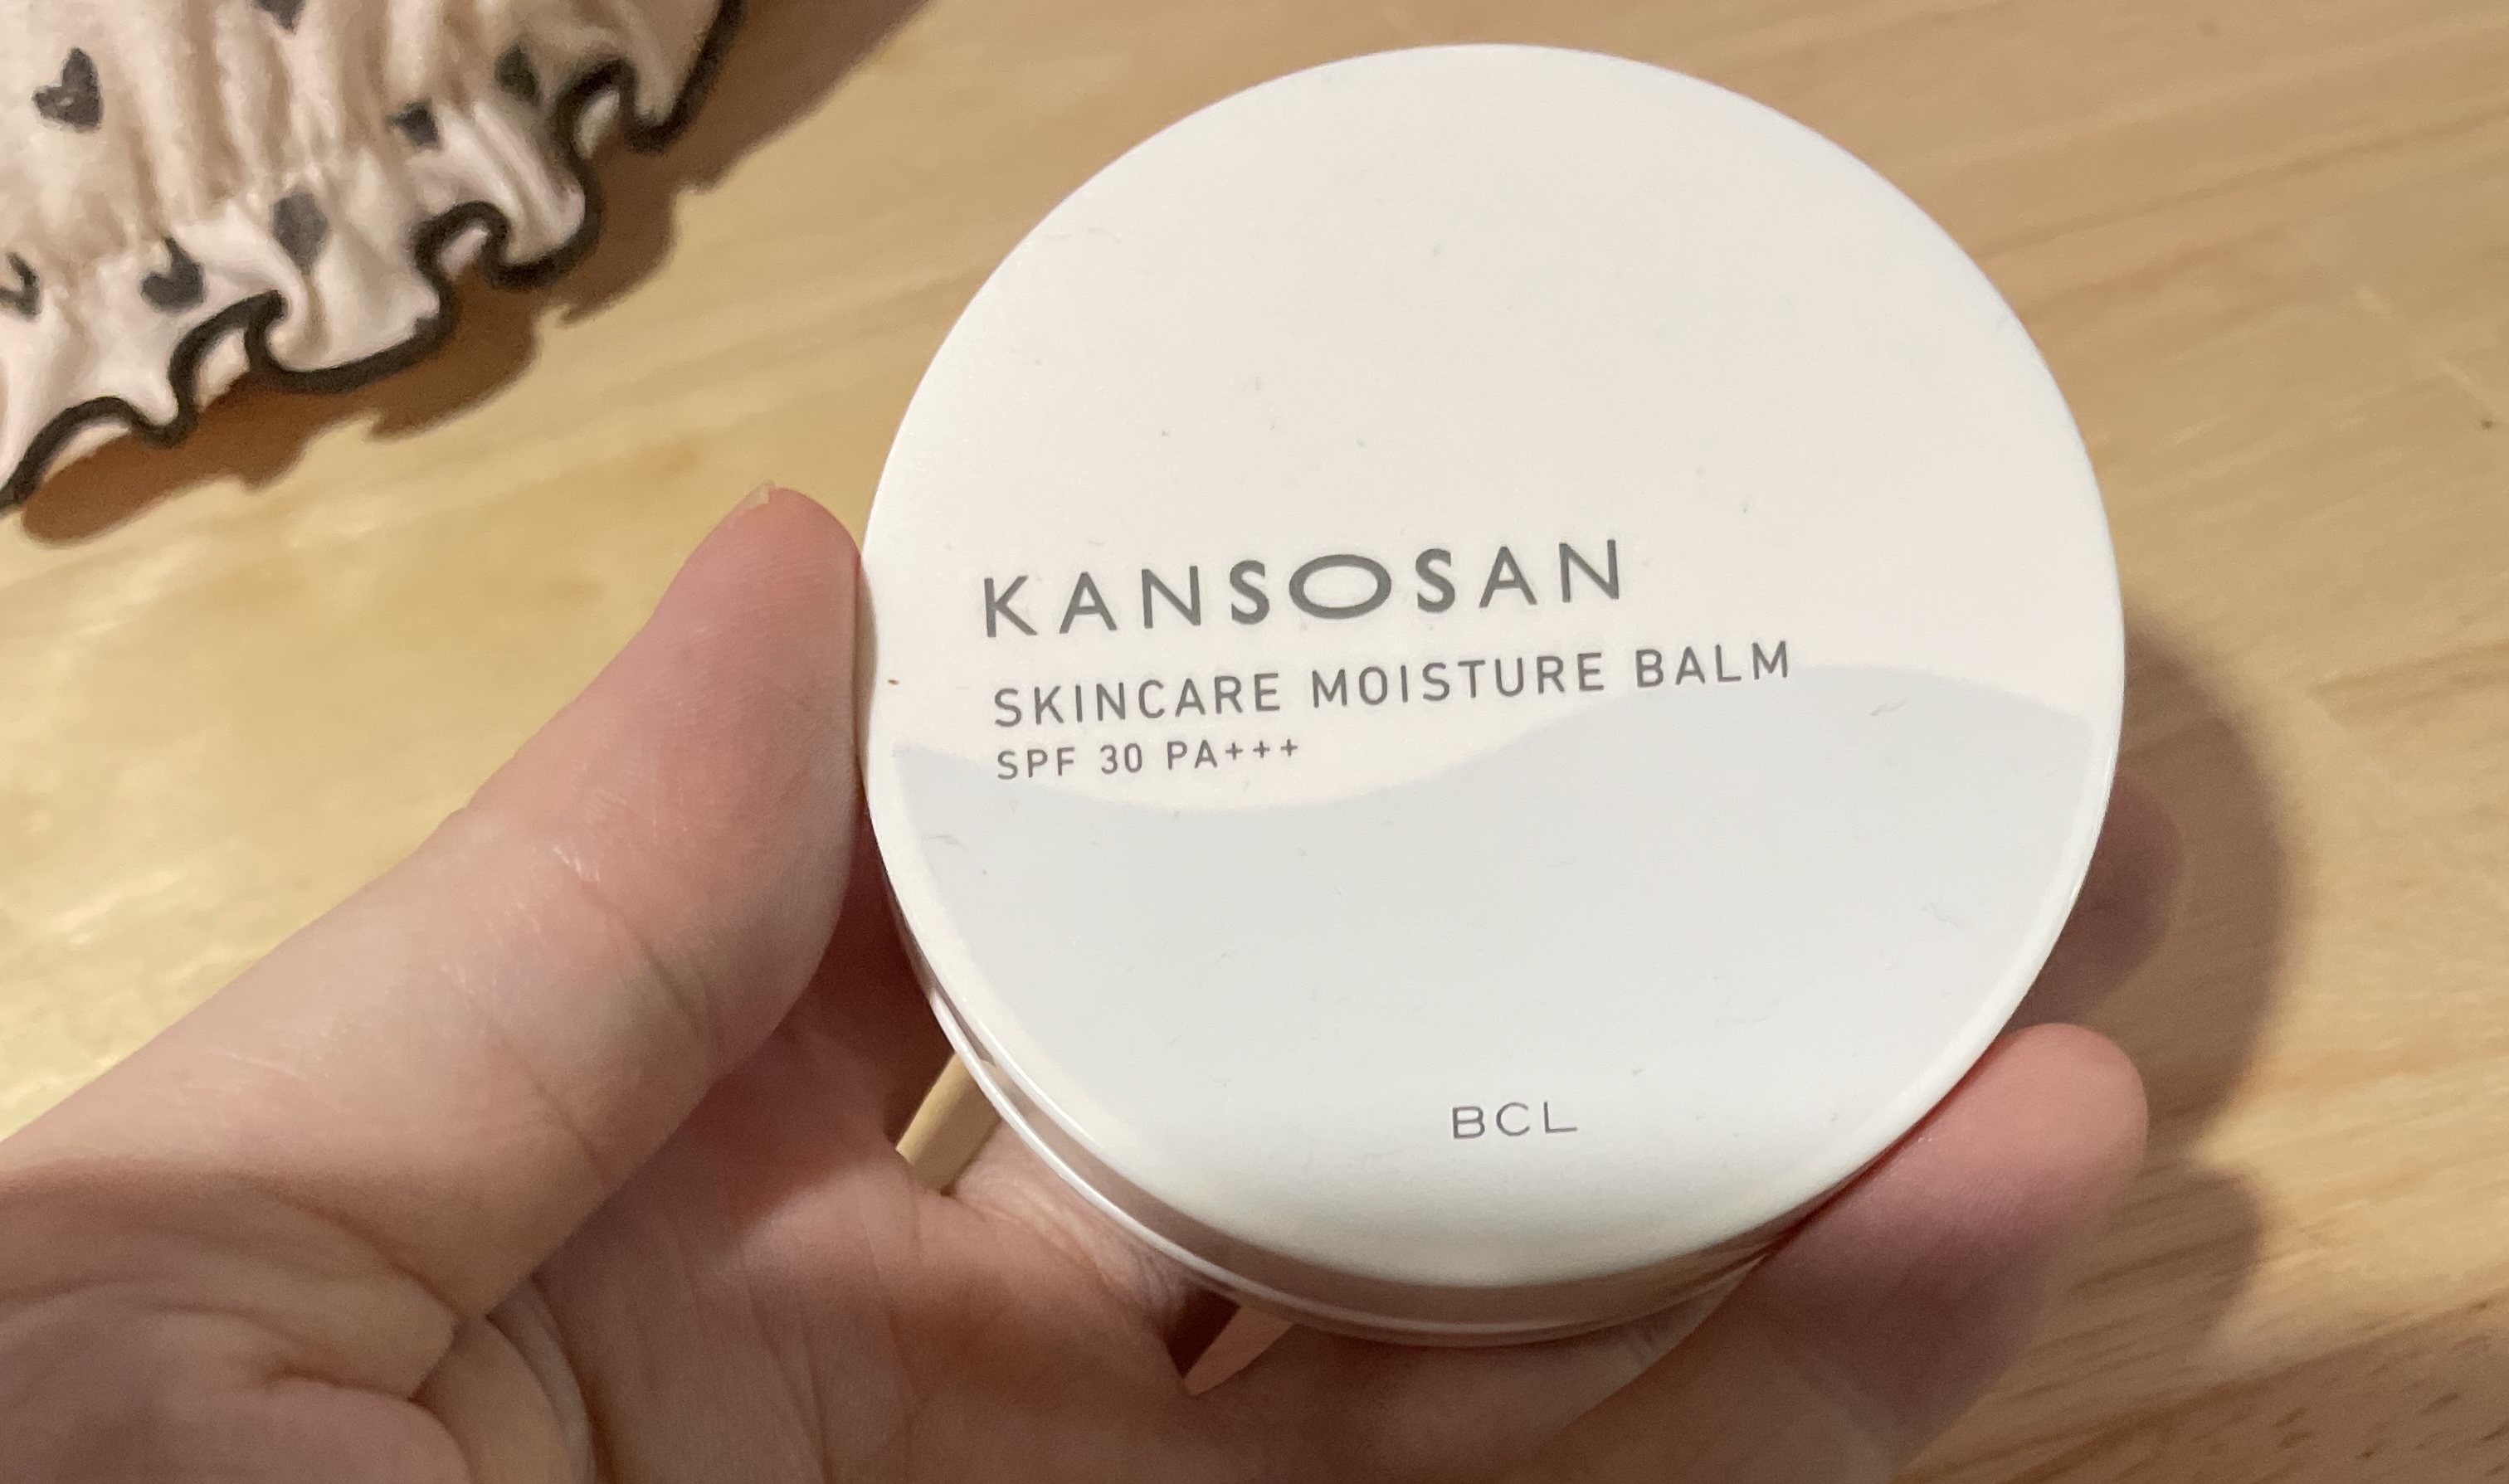 KANSOSAN
SKINCARE MOISTURE BALM
SPF 30 PA+++
BCL